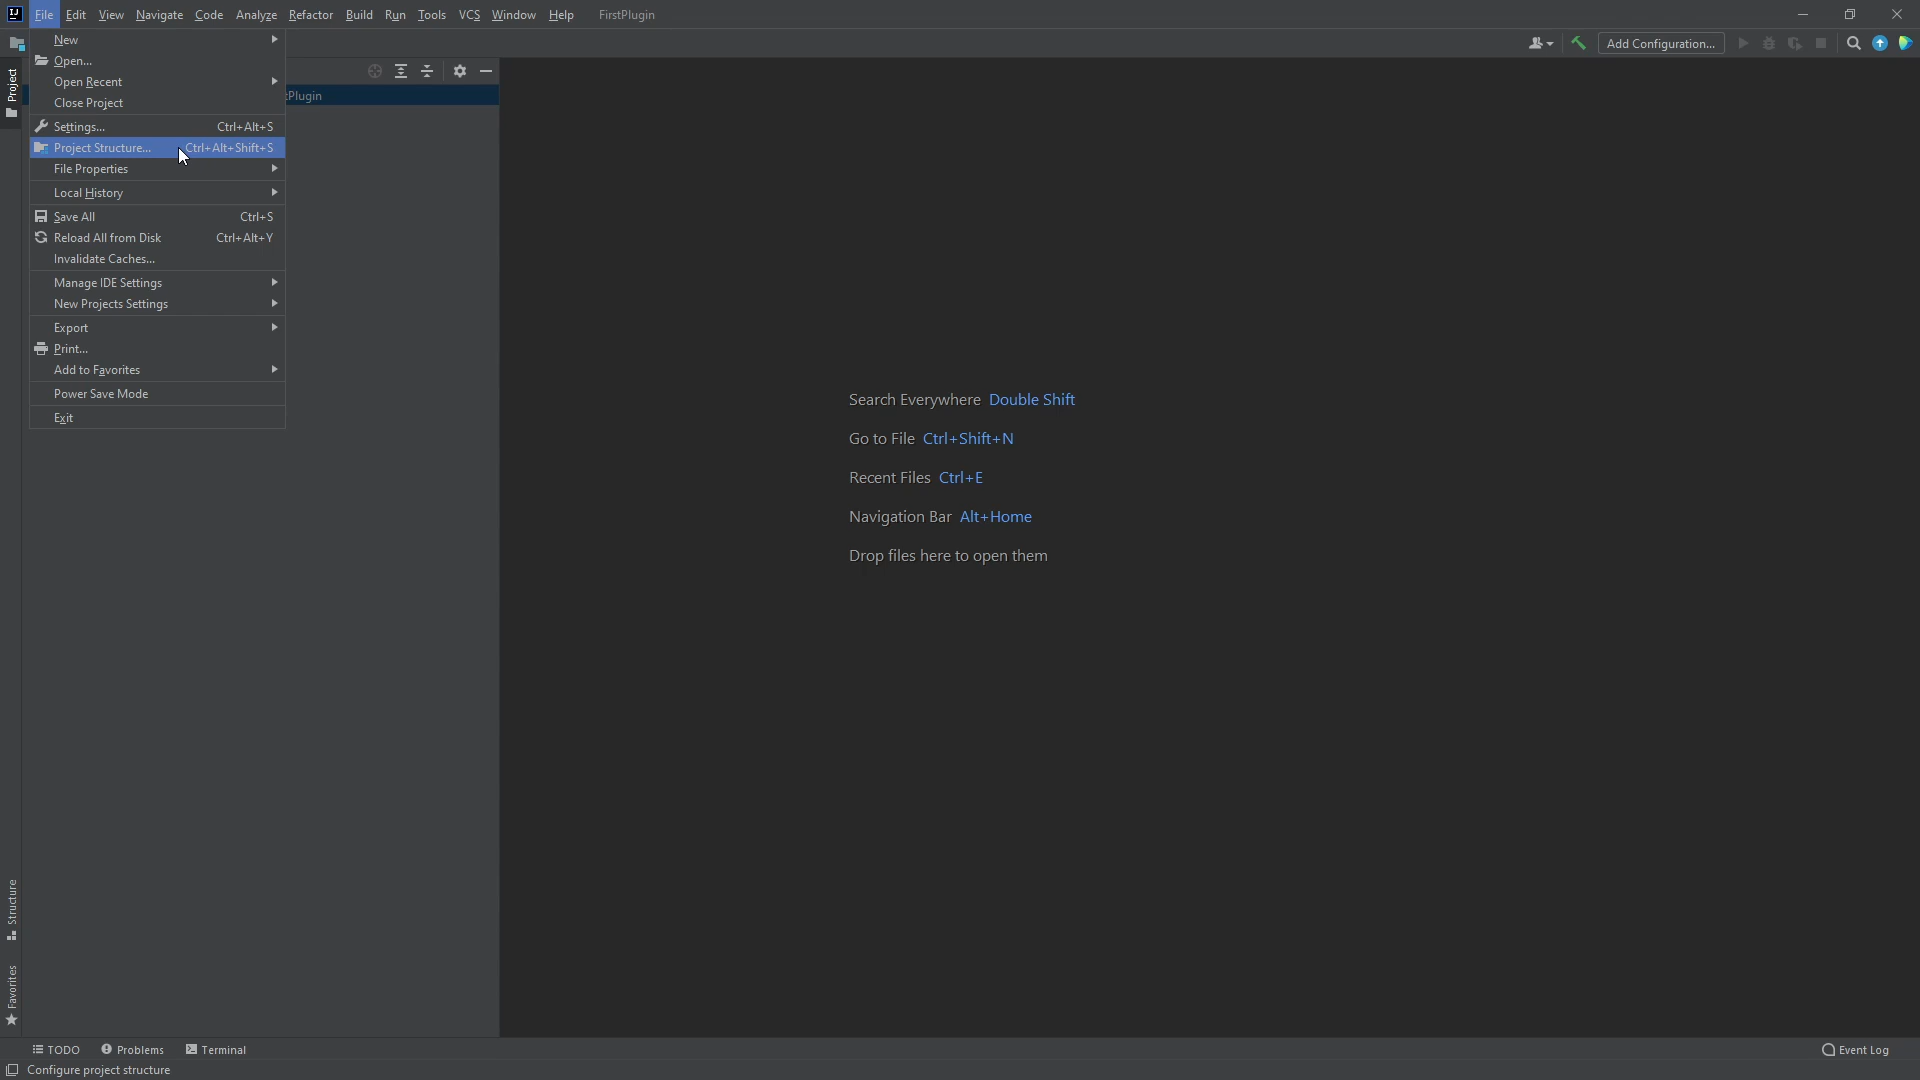 IJ File Edit View Navigate Code Analyze Refactor Build Run Tools VCS Window Help FirstPlugin
Add Configuration...
New
Open...
Open Recent
Close Project
Settings... Ctrl+Alt+S
Project Structure... Ctrl+Alt+Shift+S
File Properties
Local History
Save All Ctrl+S
Reload All from Disk Ctrl+Alt+Y
Invalidate Caches...
Manage IDE Settings
New Projects Settings
Export
Print...
Add to Favorites
Power Save Mode
Exit
Plugin
Project
Structure
Favorites
Search Everywhere Double Shift
Go to File Ctrl+Shift+N
Recent Files Ctrl+E
Navigation Bar Alt+Home
Drop files here to open them
TODO Problems Terminal Event Log
Configure project structure